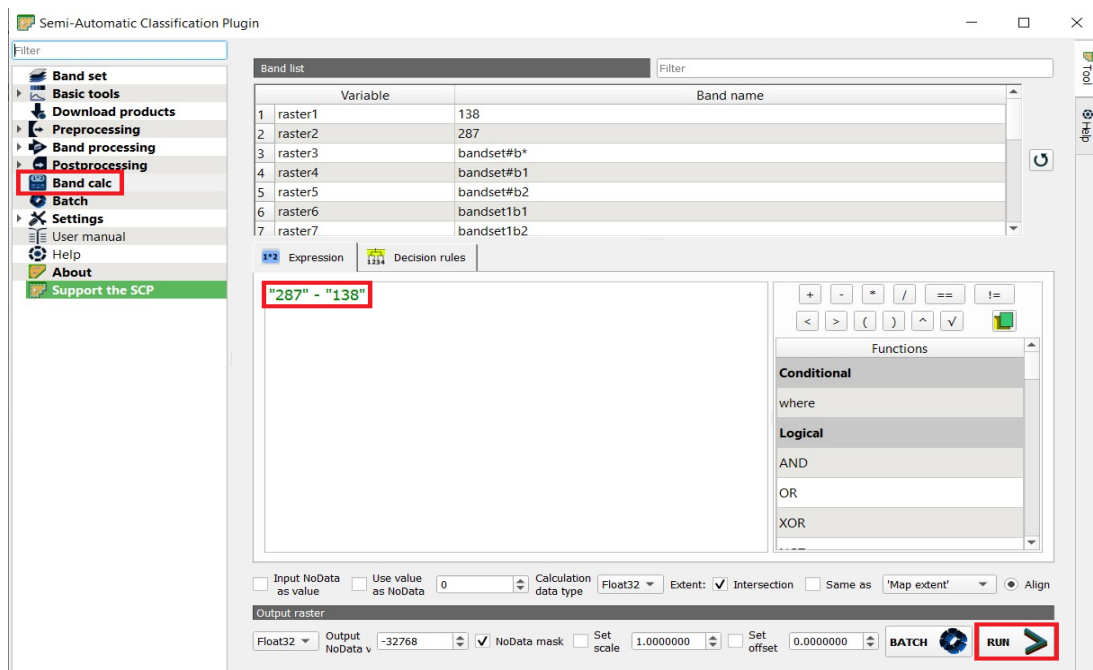 Semi-Automatic Classification Plugin
Filter
Band set
Basic tools
Download products
Preprocessing
Band processing
Postprocessing
Band calc
Batch
Settings
User manual
Help
About
Support the SCP
Band list
Filter
Variable Band name
1 raster1 138
2 raster2 287
3 raster3 bandset#b*
4 raster4 bandset#b1
5 raster5 bandset#b2
6 raster6 bandset1b1
7 raster7 bandset1b2
1*2 Expression
1234 Decision rules
"287" - "138"
+ - * / == !=
< > ( ) ^ √
Functions
Conditional
where
Logical
AND
OR
XOR
Input NoData
as value
Use value
as NoData
0
Calculation
data type
Float32
Extent:
Intersection
Same as
'Map extent'
Align
Output raster
Float32
Output
NoData v
-32768
NoData mask
Set
scale
1.0000000
Set
offset
0.0000000
BATCH
RUN
Tool
Help